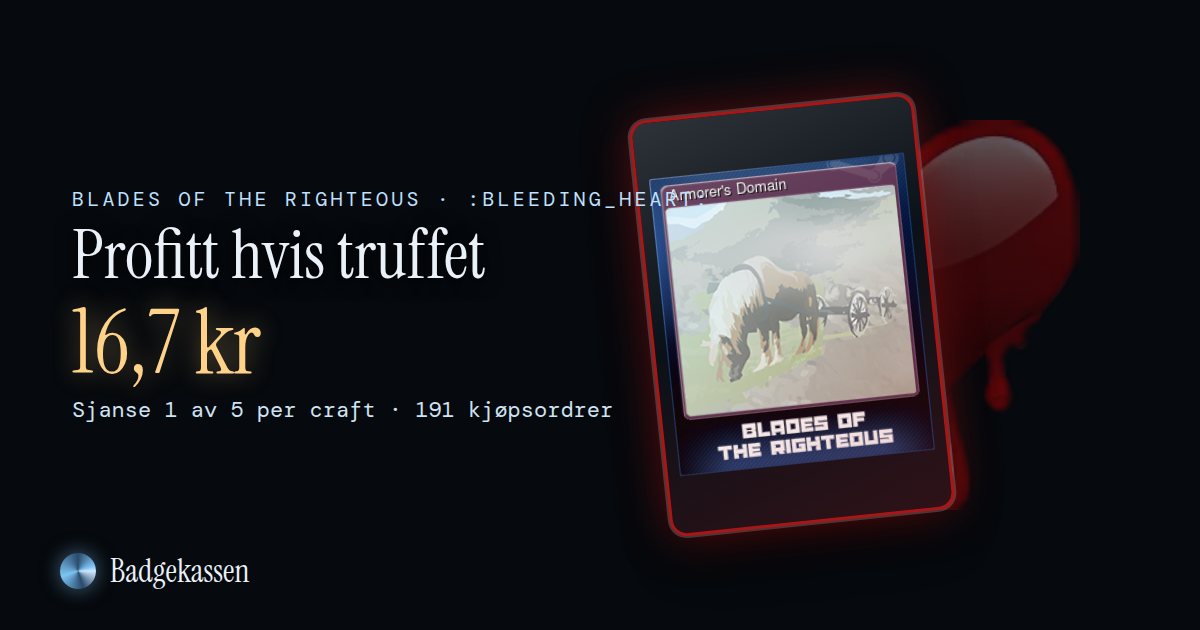 BLADES OF THE RIGHTEOUS · :BLEEDING_HEART:
Profitt hvis truffet
16,7 kr
Sjanse 1 av 5 per craft · 191 kjøpsordrer
Armorer's Domain
BLADES OF
THE RIGHTEOUS
Badgekassen